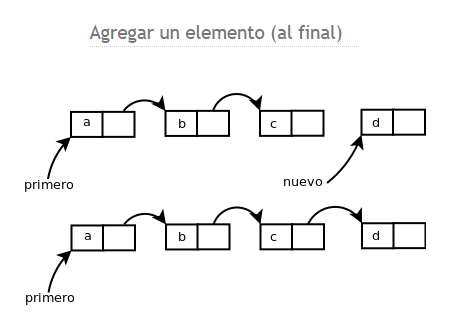 Agregar un elemento (al final)
a b c d
primero
nuevo
a b c d
primero